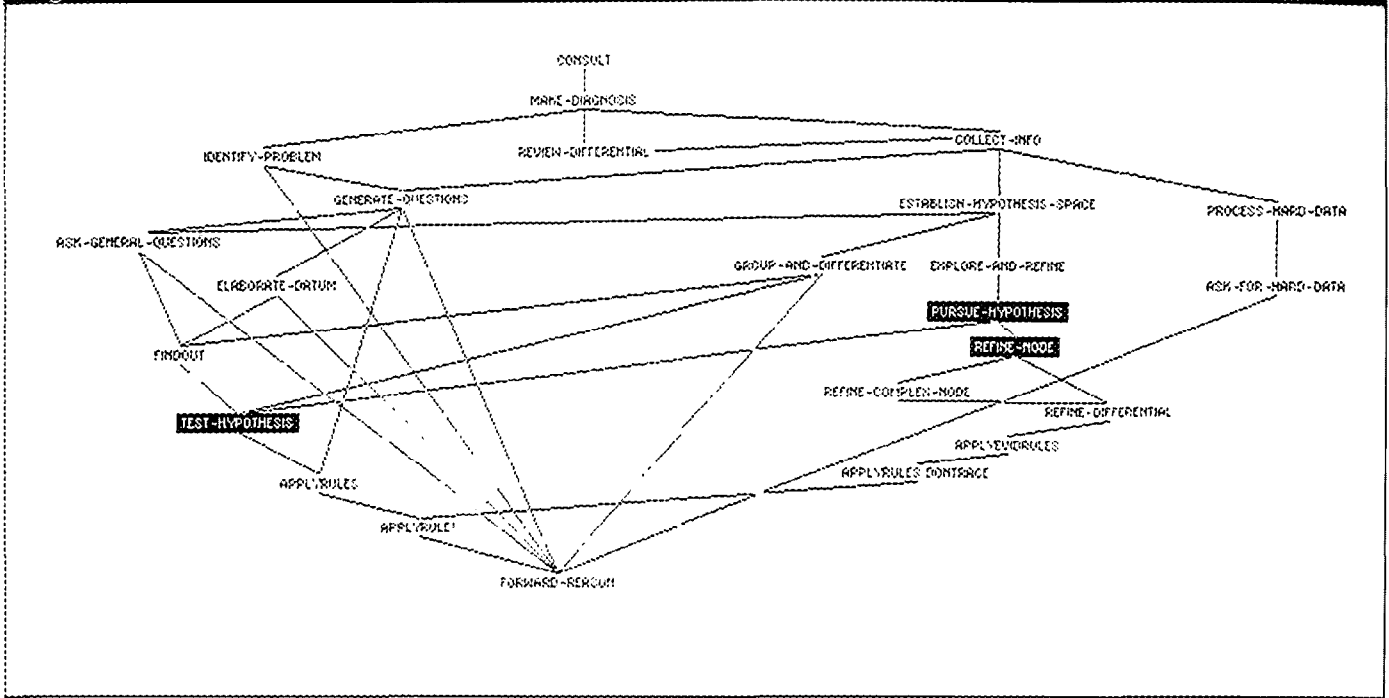 CONSULT
MAKE-DIAGNOSIS
COLLECT-INFO
IDENTIFY-PROBLEM
REVIEW-DIFFERENTIAL
GENERATE-QUESTIONS
ESTABLISH-HYPOTHESIS-SPACE
PROCESS-HARD-DATA
ASK-GENERAL-QUESTIONS
GROUP-AND-DIFFERENTIATE
EXPLORE-AND-REFINE
ELABORATE-DATUM
ASK-FOR-HARD-DATA
PURSUE-HYPOTHESIS
REFINE-NODE
FINDOUT
REFINE-COMPLEX-NODE
REFINE-DIFFERENTIAL
TEST-HYPOTHESIS
APPLYEVIDRULES
APPLYRULES DONTRACE
APPLYRULES
APPLYRULE!
FORWARD-REASON